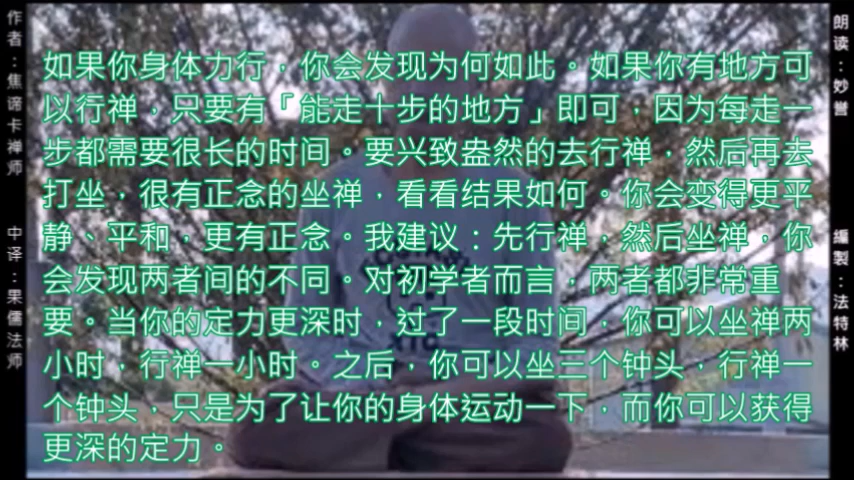 如果你身体力行，你会发现为何如此。如果你有地方可
以行禅，只要有「能走十步的地方」即可，因为每走一
步都需要很长的时间。要兴致盎然的去行禅，然后再去
打坐，很有正念的坐禅，看看结果如何。你会变得更平
静、平和，更有正念。我建议：先行禅，然后坐禅，你
会发现两者间的不同。对初学者而言，两者都非常重
要。当你的定力更深时，过了一段时间，你可以坐禅两
小时，行禅一小时。之后，你可以坐三个钟头，行禅一
个钟头，只是为了让你的身体运动一下，而你可以获得
更深的定力。
作者：焦谛卡禅师
中译：果儒法师
朗读：妙誉
编製：法特林